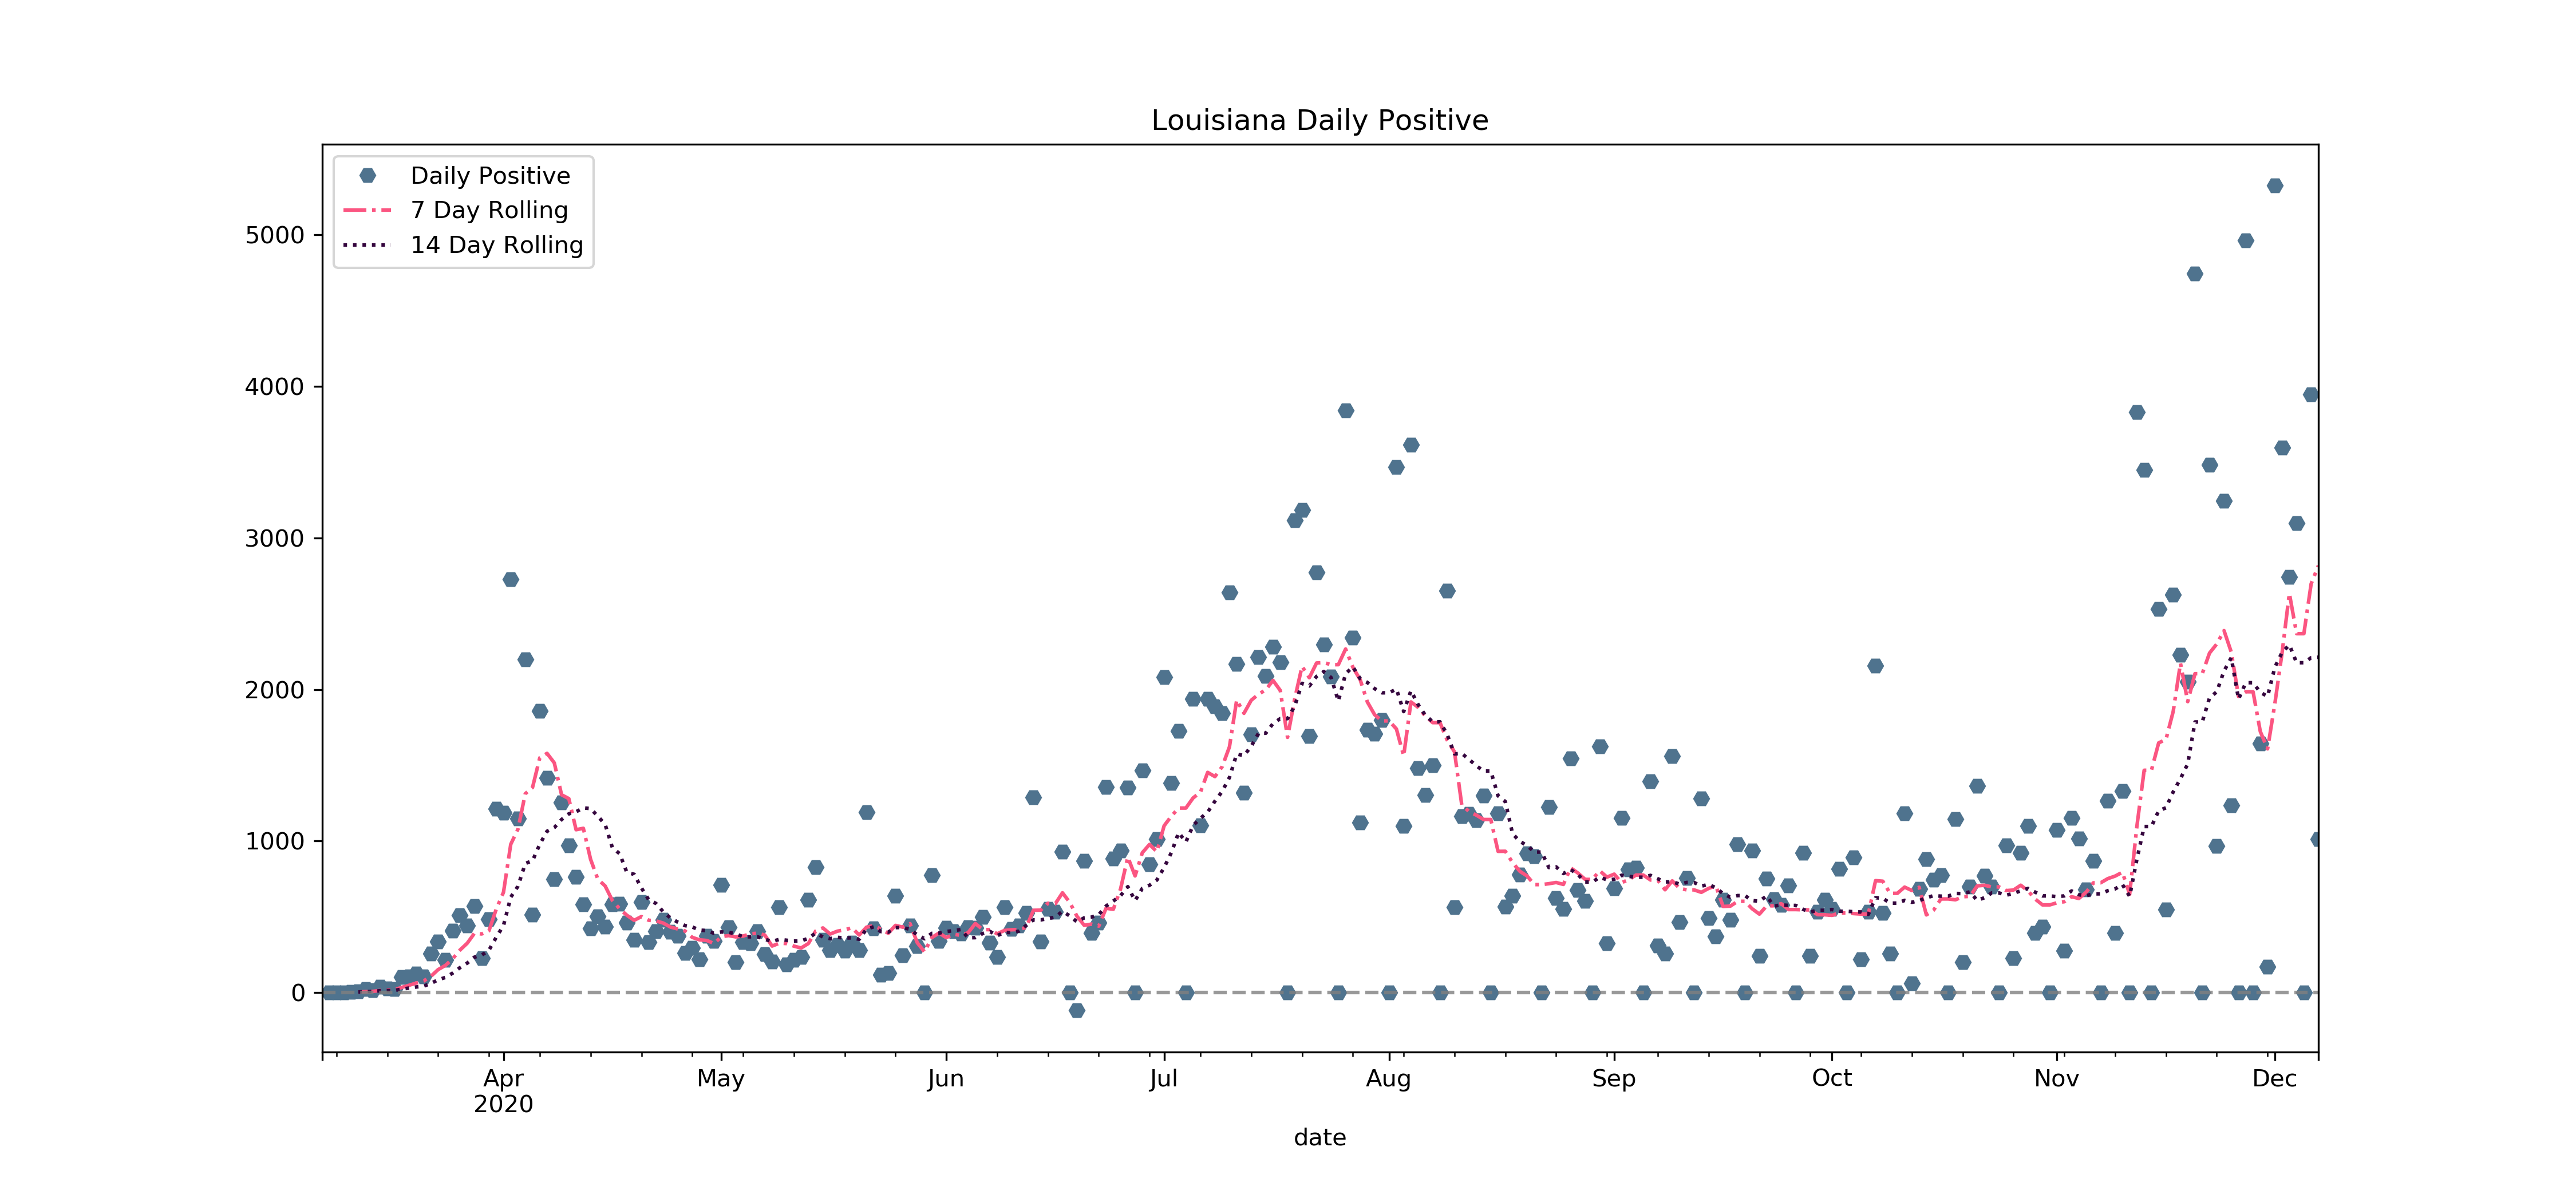 Louisiana Daily Positive
Daily Positive
7 Day Rolling
14 Day Rolling
5000
4000
3000
2000
1000
0
Apr May Jun Jul Aug Sep Oct Nov Dec
2020
date